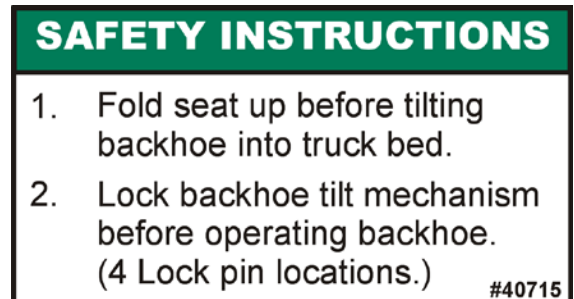 SAFETY INSTRUCTIONS
1. Fold seat up before tilting
backhoe into truck bed.
2. Lock backhoe tilt mechanism
before operating backhoe.
(4 Lock pin locations.)
#40715